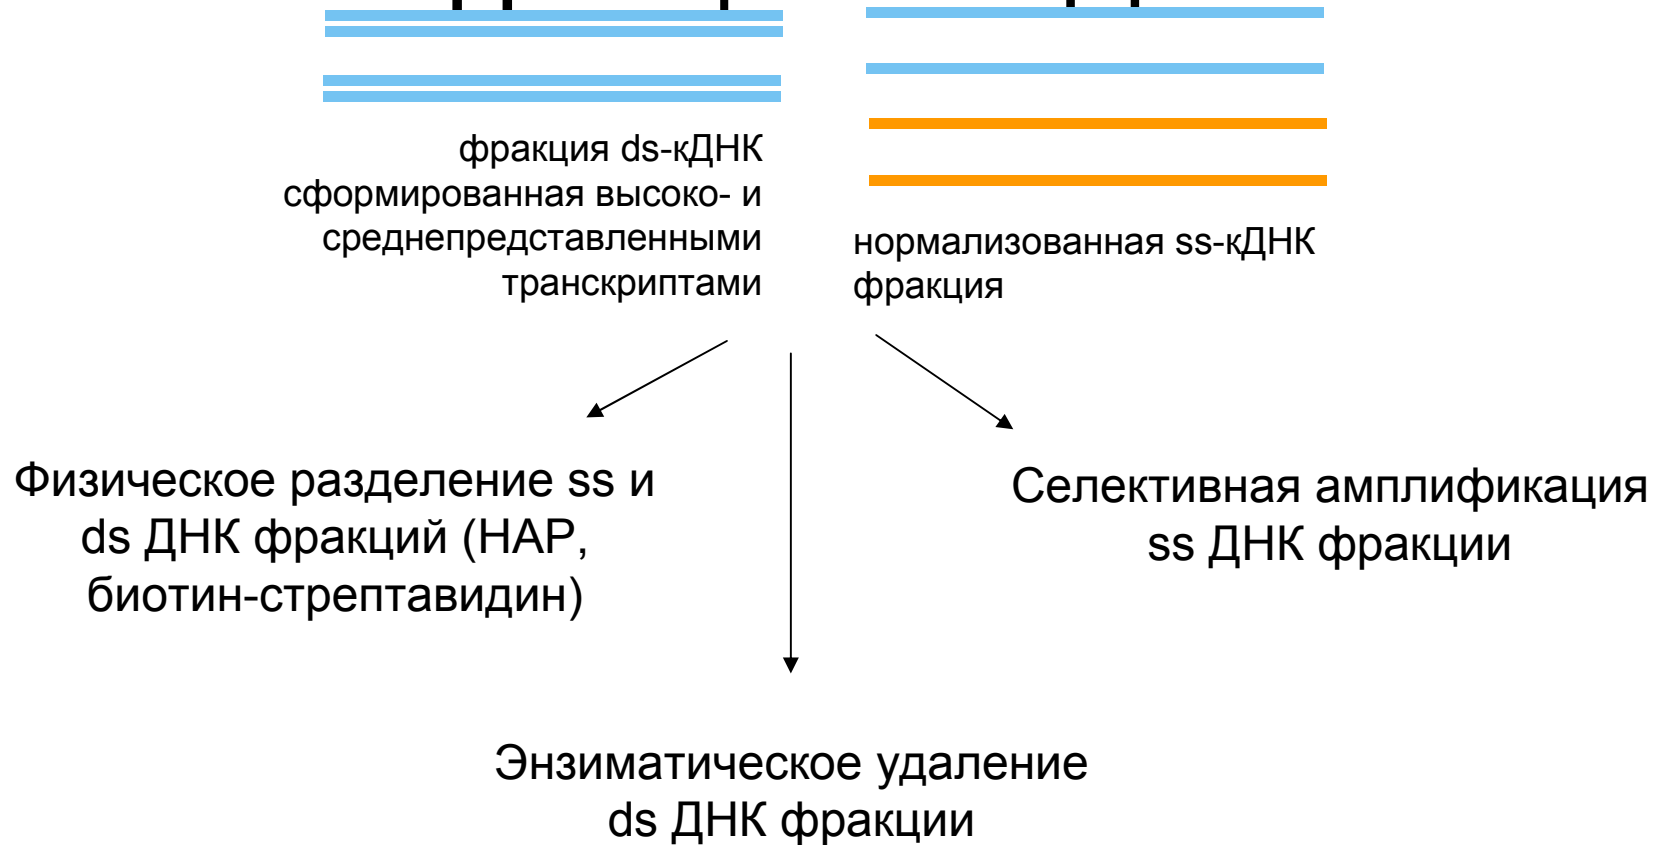 фракция ds-кДНК
сформированная высоко- и
среднепредставленными
транскриптами
нормализованная ss-кДНК
фракция
Физическое разделение ss и
ds ДНК фракций (HAP,
биотин-стрептавидин)
Селективная амплификация
ss ДНК фракции
Энзиматическое удаление
ds ДНК фракции